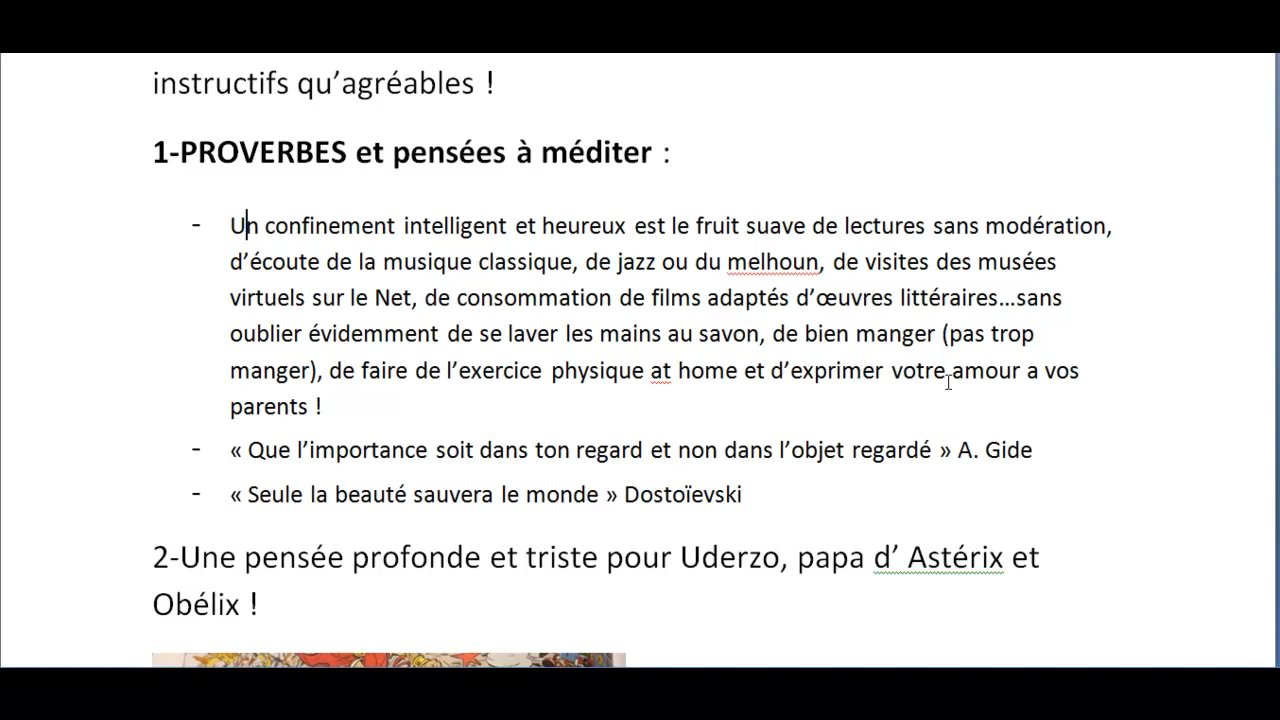 instructifs qu’agréables !
1-PROVERBES et pensées à méditer :
- Un confinement intelligent et heureux est le fruit suave de lectures sans modération,
d’écoute de la musique classique, de jazz ou du melhoun, de visites des musées
virtuels sur le Net, de consommation de films adaptés d’œuvres littéraires…sans
oublier évidemment de se laver les mains au savon, de bien manger (pas trop
manger), de faire de l’exercice physique at home et d’exprimer votre amour a vos
parents !
- « Que l’importance soit dans ton regard et non dans l’objet regardé » A. Gide
- « Seule la beauté sauvera le monde » Dostoïevski
2-Une pensée profonde et triste pour Uderzo, papa d’ Astérix et
Obélix !